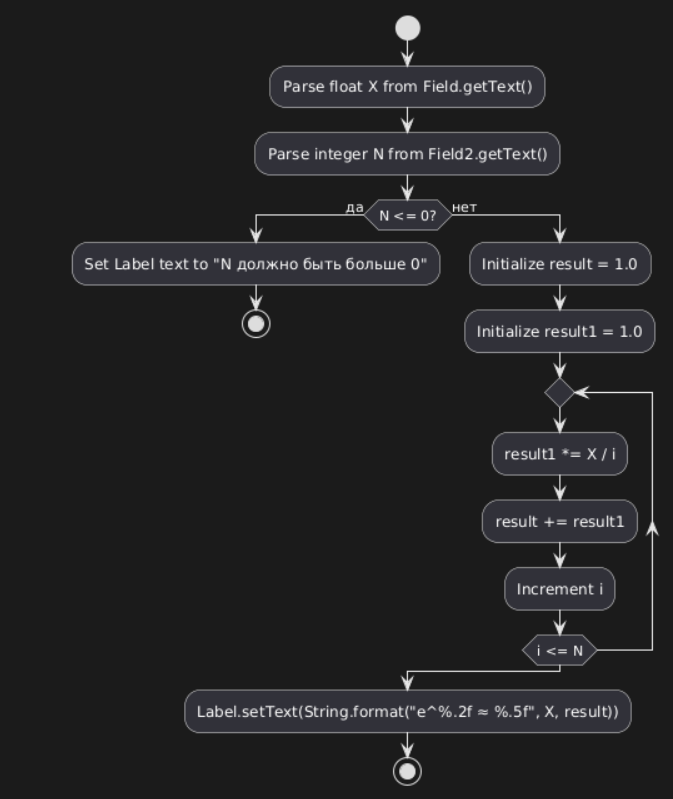 Parse float X from Field.getText()
Parse integer N from Field2.getText()
да
N <= 0?
нет
Set Label text to "N должно быть больше 0"
Initialize result = 1.0
Initialize result1 = 1.0
result1 *= X / i
result += result1
Increment i
i <= N
Label.setText(String.format("e^%.2f ≈ %.5f", X, result))